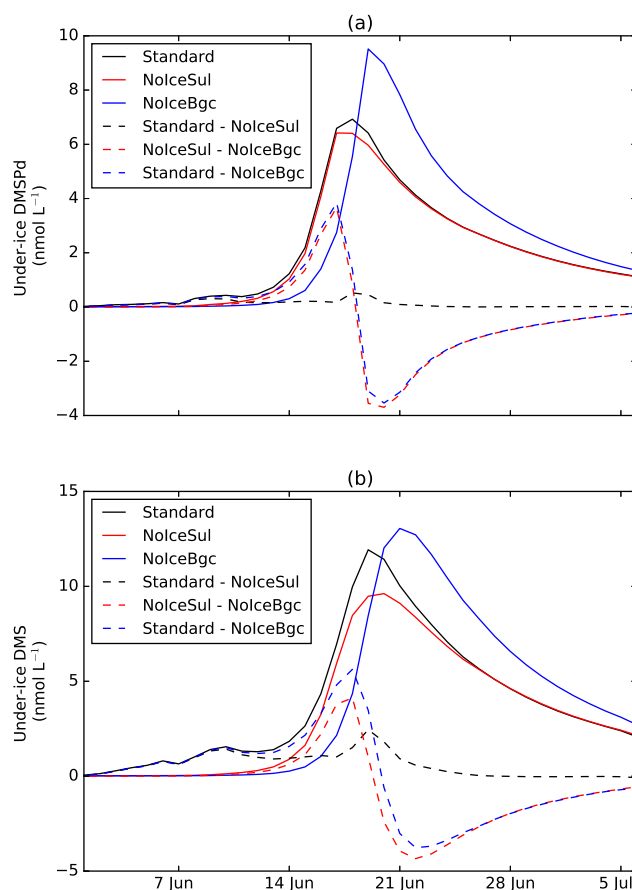 (a)
10
8
6
4
2
0
−2
−4
Under-ice DMSPd
(nmol L⁻¹)
Standard
NoIceSul
NoIceBgc
Standard - NoIceSul
NoIceSul - NoIceBgc
Standard - NoIceBgc
(b)
15
10
5
0
−5
Under-ice DMS
(nmol L⁻¹)
Standard
NoIceSul
NoIceBgc
Standard - NoIceSul
NoIceSul - NoIceBgc
Standard - NoIceBgc
7 Jun 14 Jun 21 Jun 28 Jun 5 Jul